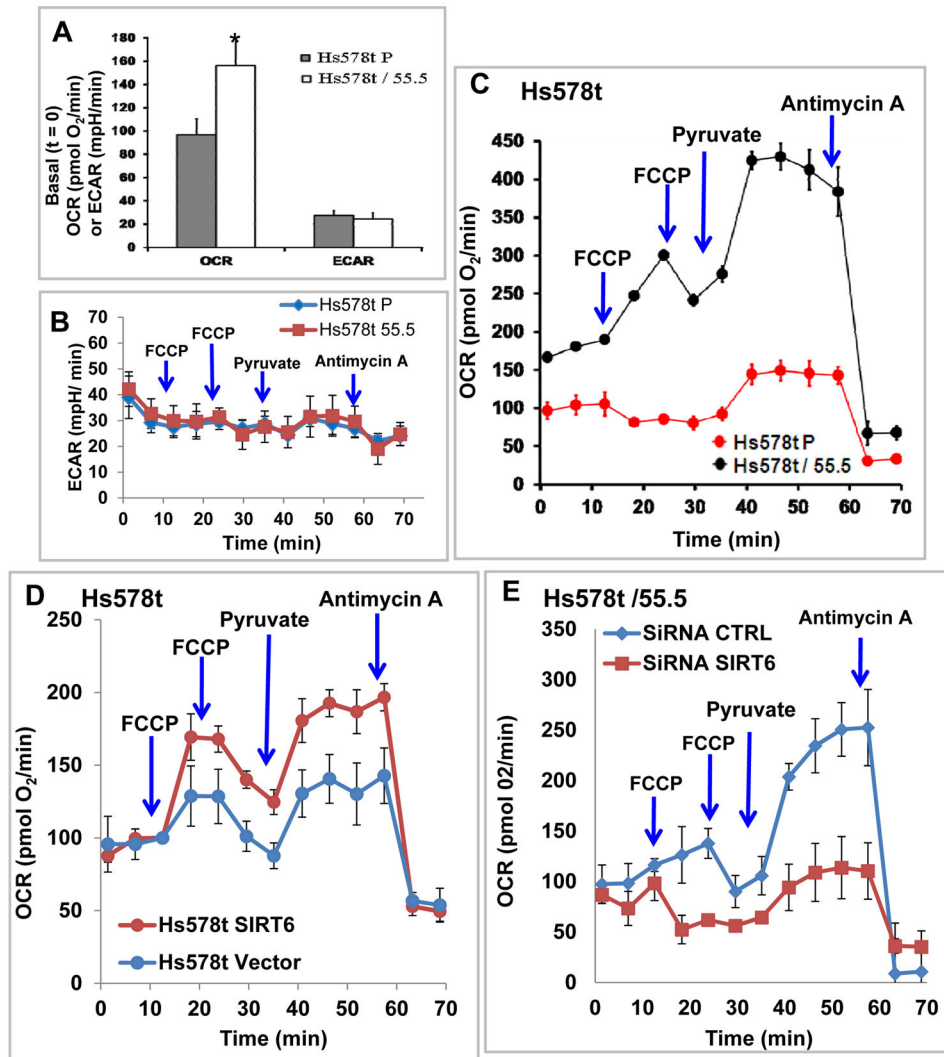 A
Basal (t = 0)
OCR (pmol O2/min)
or ECAR (mpH/min)
180
160
140
120
100
80
60
40
20
0
*
Hs578t P
Hs578t / 55.5
OCR
ECAR
B
Hs578t P
Hs578t 55.5
ECAR (mpH/ min)
70
60
50
40
30
20
10
0
FCCP
FCCP
Pyruvate
Antimycin A
0 10 20 30 40 50 60 70
Time (min)
C
Hs578t
OCR (pmol O2/min)
450
400
350
300
250
200
150
100
50
0
FCCP
FCCP
Pyruvate
Antimycin A
Hs578t P
Hs578t / 55.5
0 10 20 30 40 50 60 70
Time (min)
D
Hs578t
OCR (pmol O2/min)
250
200
150
100
50
0
FCCP
FCCP
Pyruvate
Antimycin A
Hs578t SIRT6
Hs578t Vector
0 10 20 30 40 50 60 70
Time (min)
E
Hs578t /55.5
SiRNA CTRL
SiRNA SIRT6
OCR (pmol 02/min)
350
300
250
200
150
100
50
0
FCCP
FCCP
Pyruvate
Antimycin A
0 10 20 30 40 50 60 70
Time (min)